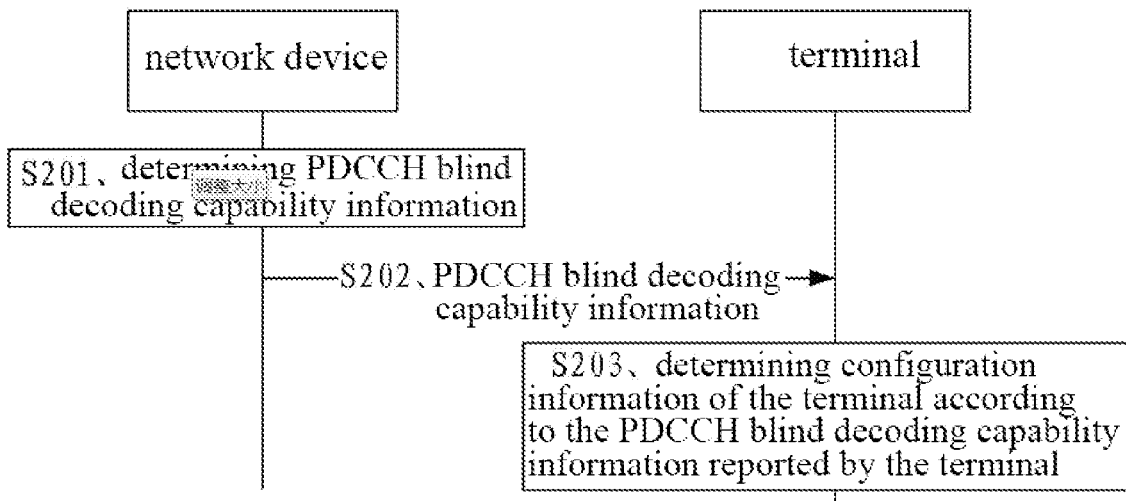 network device
terminal
S201、determining PDCCH blind
decoding capability information
S202、PDCCH blind decoding
capability information
S203、determining configuration
information of the terminal according
to the PDCCH blind decoding capability
information reported by the terminal